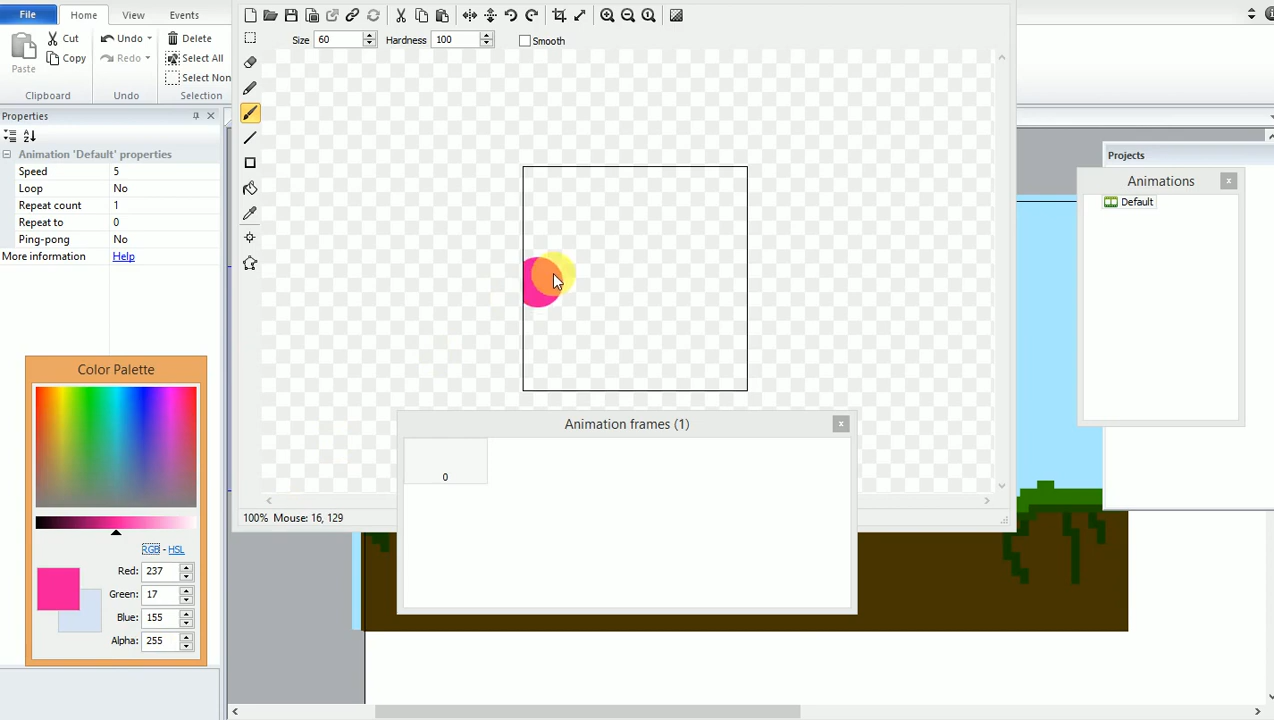 File Home View Events
Cut Undo Delete
Paste Copy Redo Select All
Select Non
Clipboard Undo Selection
Size 60 Hardness 100 Smooth
Properties
Animation 'Default' properties
Speed 5
Loop No
Repeat count 1
Repeat to 0
Ping-pong No
More information Help
Projects
Animations
Default
Color Palette
RGB - HSL
Red: 237
Green: 17
Blue: 155
Alpha: 255
Animation frames (1)
0
100% Mouse: 16, 129